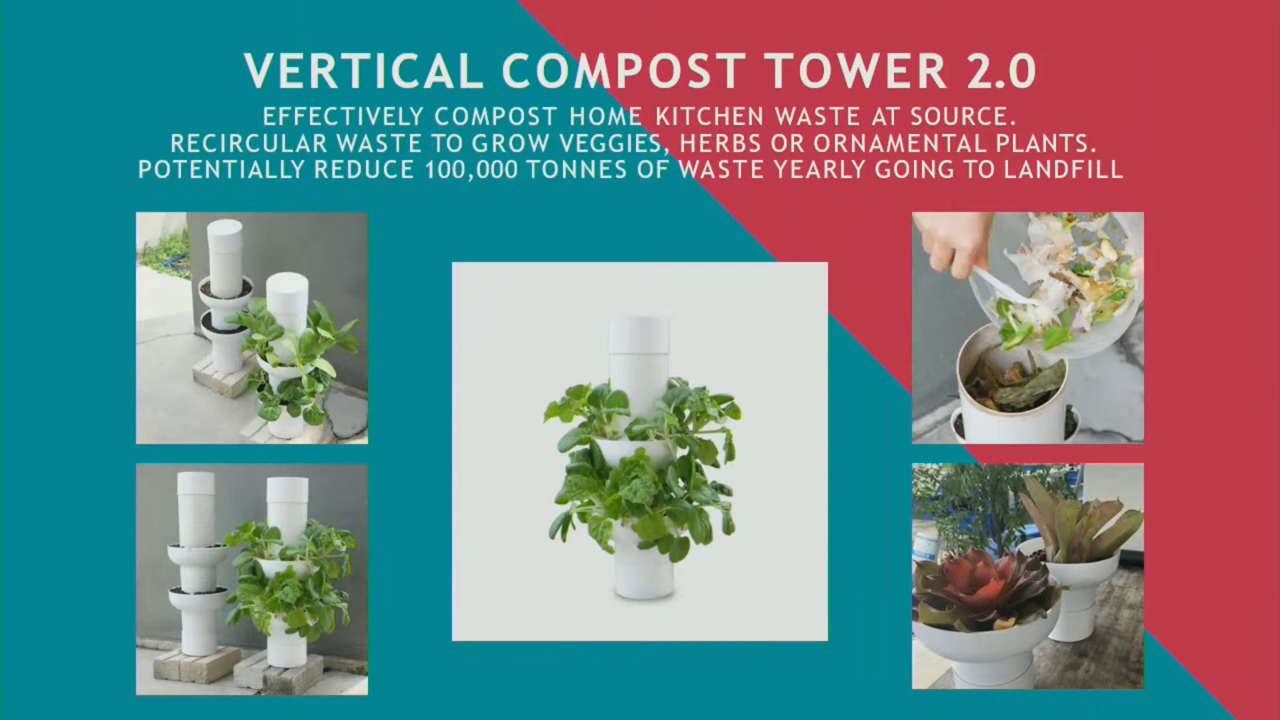 VERTICAL COMPOST TOWER 2.0
EFFECTIVELY COMPOST HOME KITCHEN WASTE AT SOURCE.
RECIRCULAR WASTE TO GROW VEGGIES, HERBS OR ORNAMENTAL PLANTS.
POTENTIALLY REDUCE 100,000 TONNES OF WASTE YEARLY GOING TO LANDFILL